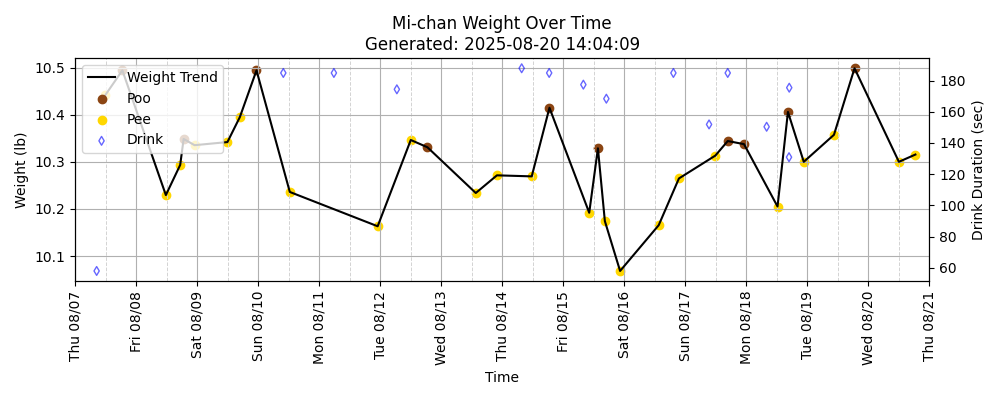 Mi-chan Weight Over Time
Generated: 2025-08-20 14:04:09
Weight Trend
Poo
Pee
Drink
Weight (lb)
10.5
10.4
10.3
10.2
10.1
Drink Duration (sec)
180
160
140
120
100
80
60
Thu 08/07
Fri 08/08
Sat 08/09
Sun 08/10
Mon 08/11
Tue 08/12
Wed 08/13
Thu 08/14
Fri 08/15
Sat 08/16
Sun 08/17
Mon 08/18
Tue 08/19
Wed 08/20
Thu 08/21
Time